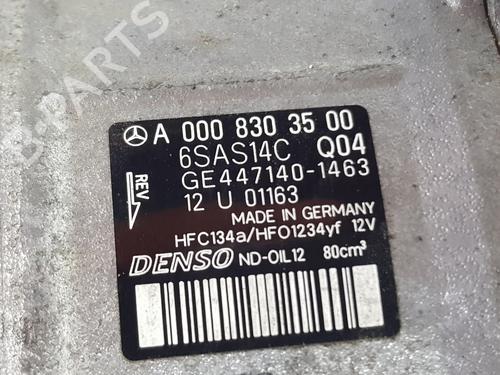 B-PARTS
A 000 830 35 00
6SAS14C Q04
GE447140-1463
REV
12 U 01163
MADE IN GERMANY
HFC134a/HFO1234yf 12V
DENSO ND-OIL12 80cm³